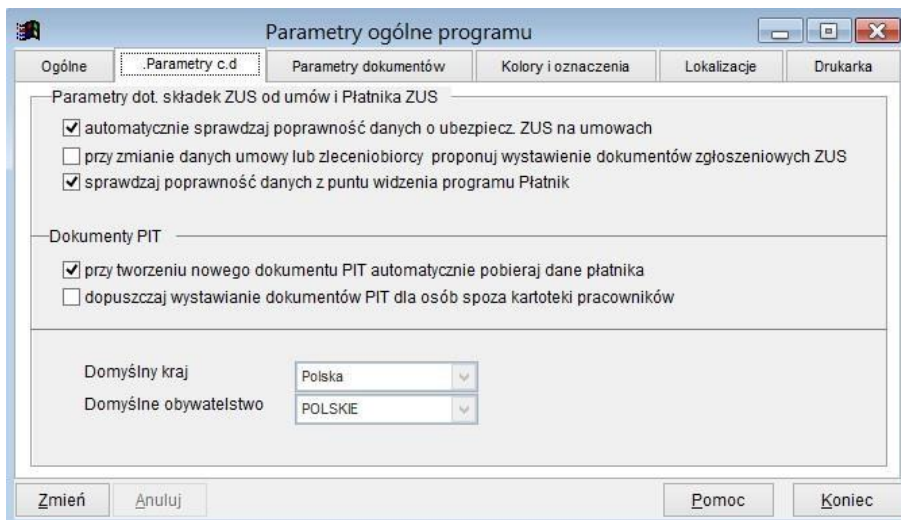 Parametry ogólne programu
Ogólne .Parametry c.d Parametry dokumentów Kolory i oznaczenia Lokalizacje Drukarka
Parametry dot. składek ZUS od umów i Płatnika ZUS
automatycznie sprawdzaj poprawność danych o ubezpiecz. ZUS na umowach
przy zmianie danych umowy lub zleceniobiorcy proponuj wystawienie dokumentów zgłoszeniowych ZUS
sprawdzaj poprawność danych z puntu widzenia programu Płatnik
Dokumenty PIT
przy tworzeniu nowego dokumentu PIT automatycznie pobieraj dane płatnika
dopuszczaj wystawianie dokumentów PIT dla osób spoza kartoteki pracowników
Domyślny kraj Polska
Domyślne obywatelstwo POLSKIE
Zmień Anuluj Pomoc Koniec